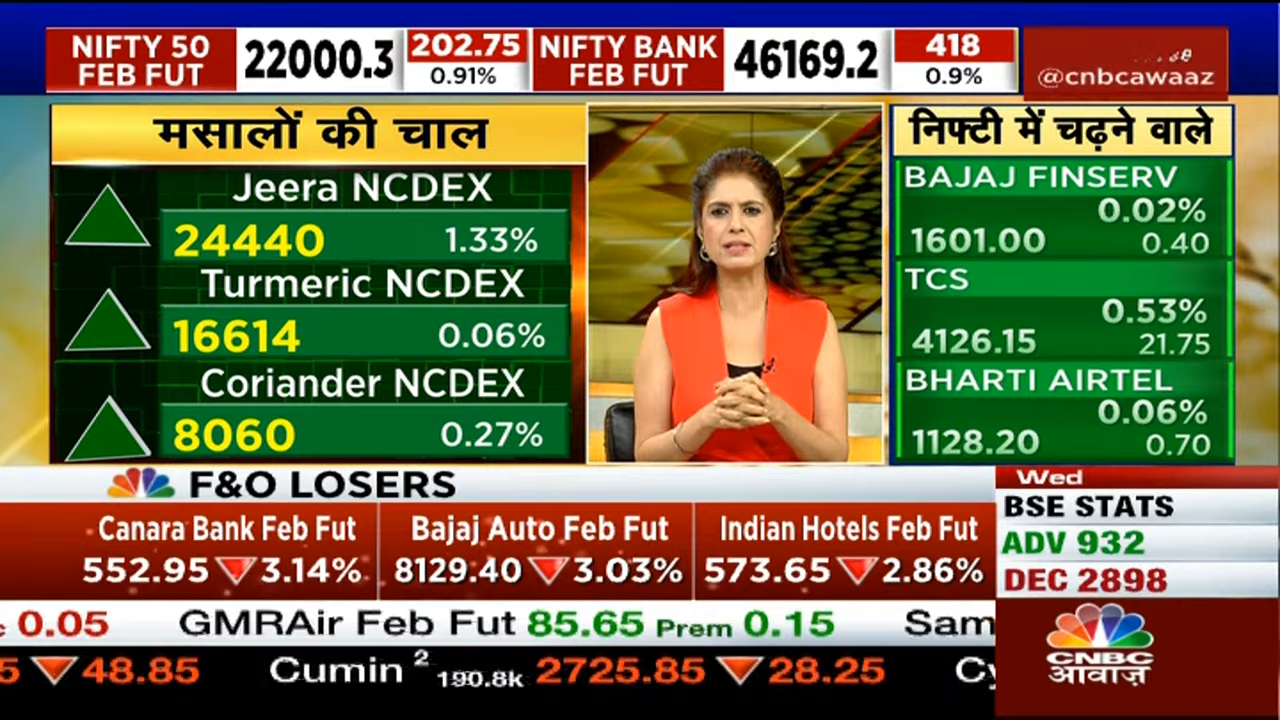 NIFTY 50
FEB FUT
22000.3
202.75
0.91%
NIFTY BANK
FEB FUT
46169.2
418
0.9%
@cnbcawaaz
मसालों की चाल
Jeera NCDEX
24440 1.33%
Turmeric NCDEX
16614 0.06%
Coriander NCDEX
8060 0.27%
निफ्टी में चढ़ने वाले
BAJAJ FINSERV
0.02%
1601.00 0.40
TCS
0.53%
4126.15 21.75
BHARTI AIRTEL
0.06%
1128.20 0.70
F&O LOSERS
Canara Bank Feb Fut
552.95 3.14%
Bajaj Auto Feb Fut
8129.40 3.03%
Indian Hotels Feb Fut
573.65 2.86%
Wed
BSE STATS
ADV 932
DEC 2898
0.05 GMRAir Feb Fut 85.65 Prem 0.15 Sam
48.85 Cumin 2 190.8k 2725.85 28.25 Cy
CNBC
आवाज़